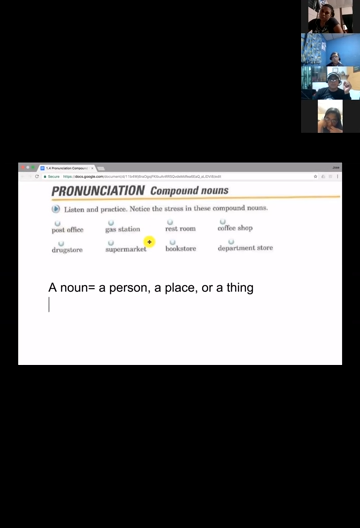 PRONUNCIATION Compound nouns
Listen and practice. Notice the stress in these compound nouns.
post office gas station rest room coffee shop
drugstore supermarket bookstore department store
A noun= a person, a place, or a thing